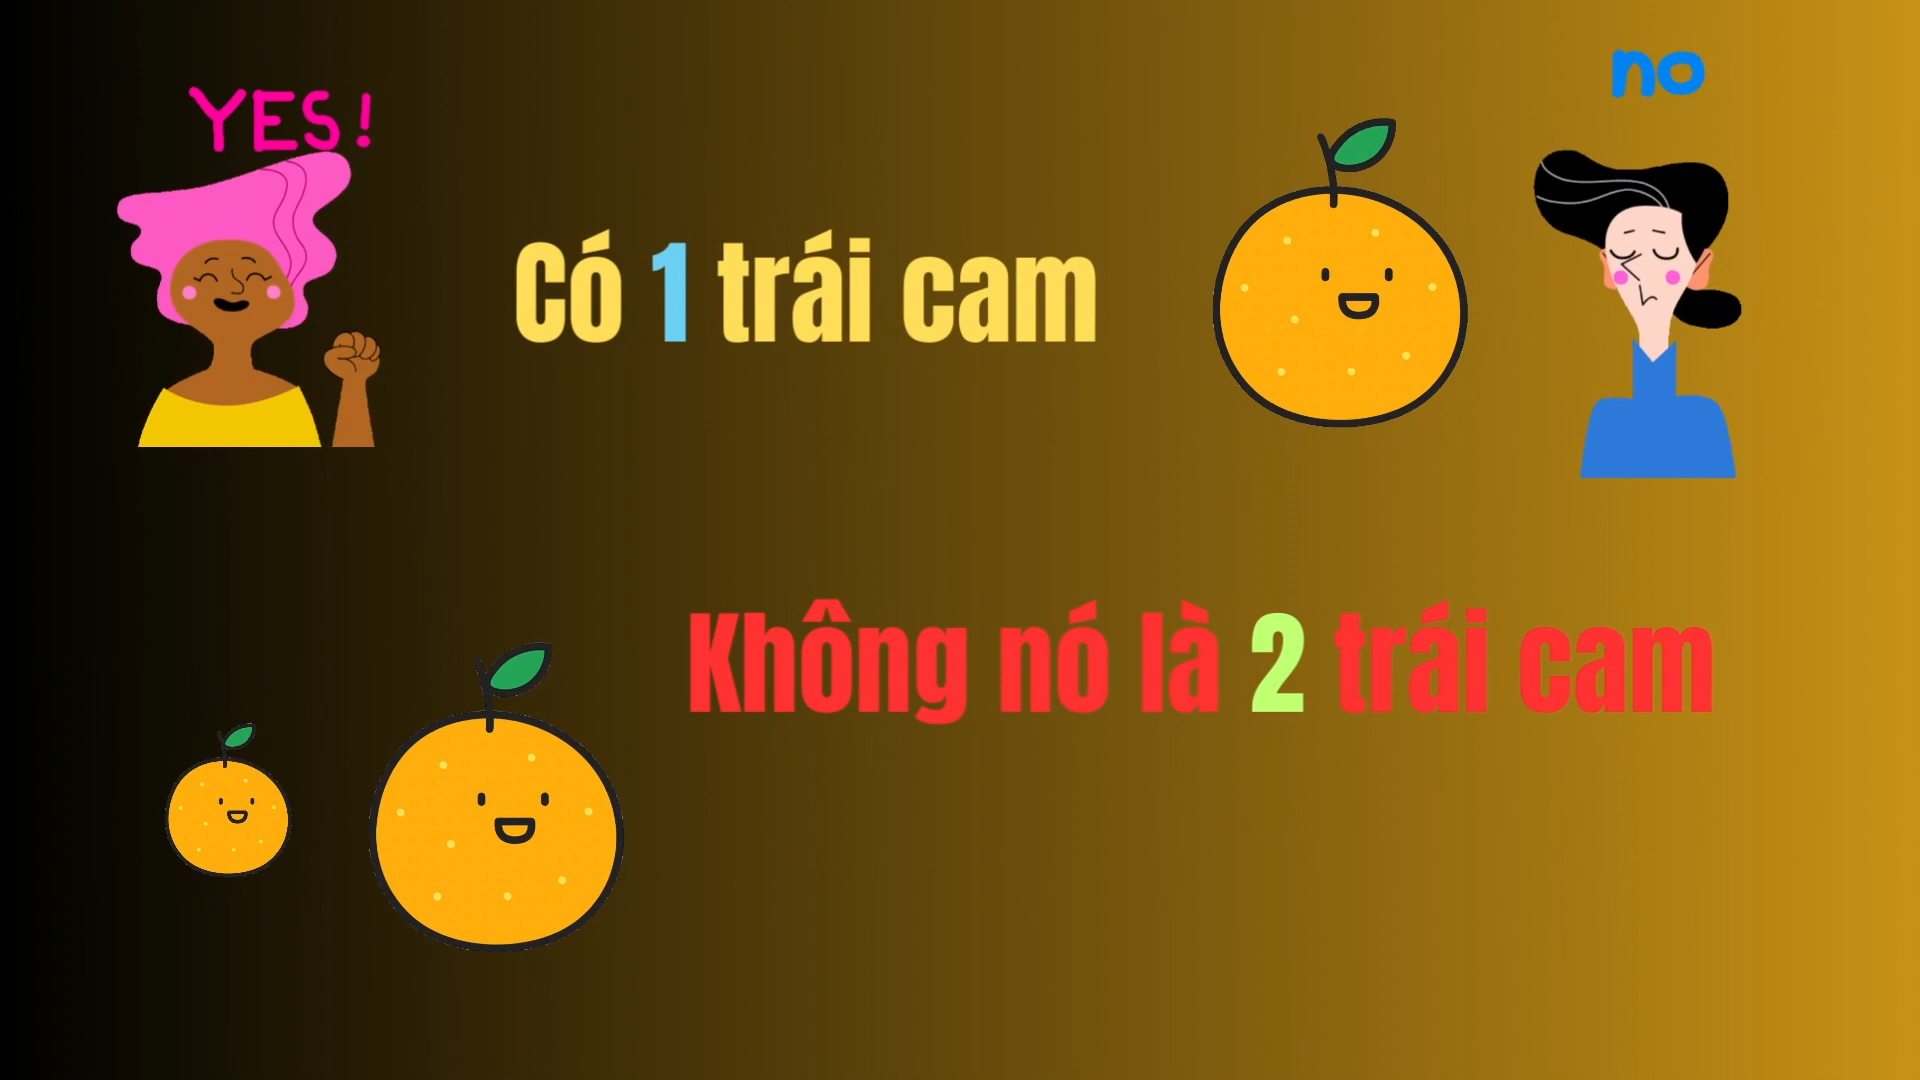 YES!
no
Có 1 trái cam
Không nó là 2 trái cam